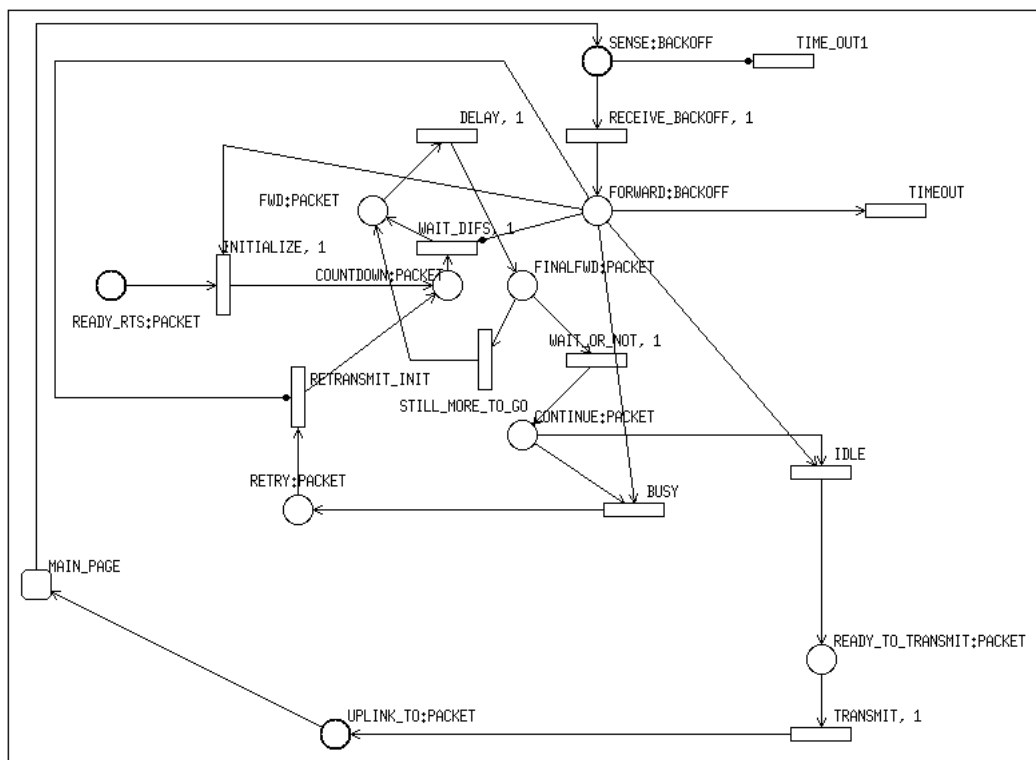 SENSE:BACKOFF
TIME_OUT1
DELAY, 1
RECEIVE_BACKOFF, 1
FWD:PACKET
FORWARD:BACKOFF
TIMEOUT
WAIT_DIFS, 1
INITIALIZE, 1
COUNTDOWN:PACKET
FINALFWD:PACKET
READY_RTS:PACKET
WAIT_OR_NOT, 1
RETRANSMIT_INIT
STILL_MORE_TO_GO
CONTINUE:PACKET
IDLE
RETRY:PACKET
BUSY
MAIN_PAGE
READY_TO_TRANSMIT:PACKET
UPLINK_TO:PACKET
TRANSMIT, 1